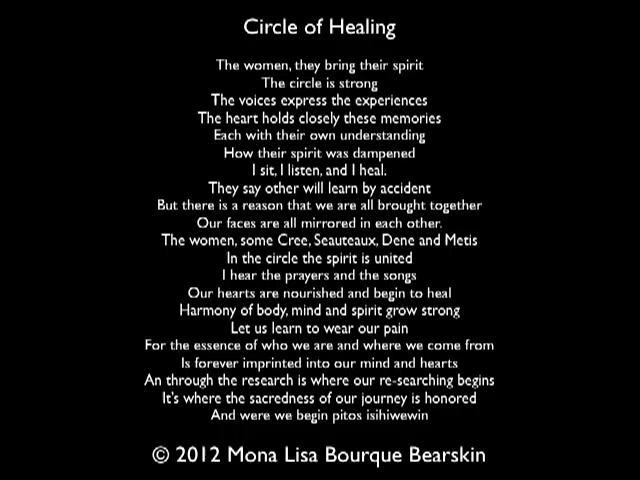 Circle of Healing
The women, they bring their spirit
The circle is strong
The voices express the experiences
The heart holds closely these memories
Each with their own understanding
How their spirit was dampened
I sit, I listen, and I heal.
They say other will learn by accident
But there is a reason that we are all brought together
Our faces are all mirrored in each other.
The women, some Cree, Seauteaux, Dene and Metis
In the circle the spirit is united
I hear the prayers and the songs
Our hearts are nourished and begin to heal
Harmony of body, mind and spirit grow strong
Let us learn to wear our pain
For the essence of who we are and where we come from
Is forever imprinted into our mind and hearts
An through the research is where our re-searching begins
It's where the sacredness of our journey is honored
And were we begin pitos isihiwewin
© 2012 Mona Lisa Bourque Bearskin